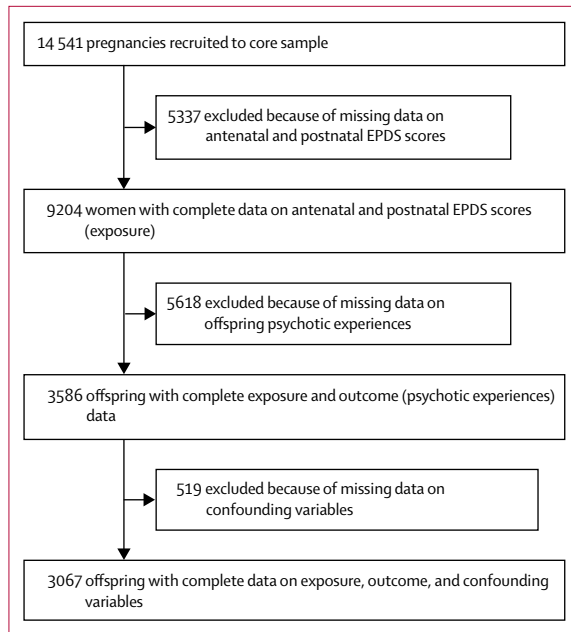 14 541 pregnancies recruited to core sample
5337 excluded because of missing data on
antenatal and postnatal EPDS scores
9204 women with complete data on antenatal and postnatal EPDS scores
(exposure)
5618 excluded because of missing data on
offspring psychotic experiences
3586 offspring with complete exposure and outcome (psychotic experiences)
data
519 excluded because of missing data on
confounding variables
3067 offspring with complete data on exposure, outcome, and confounding
variables